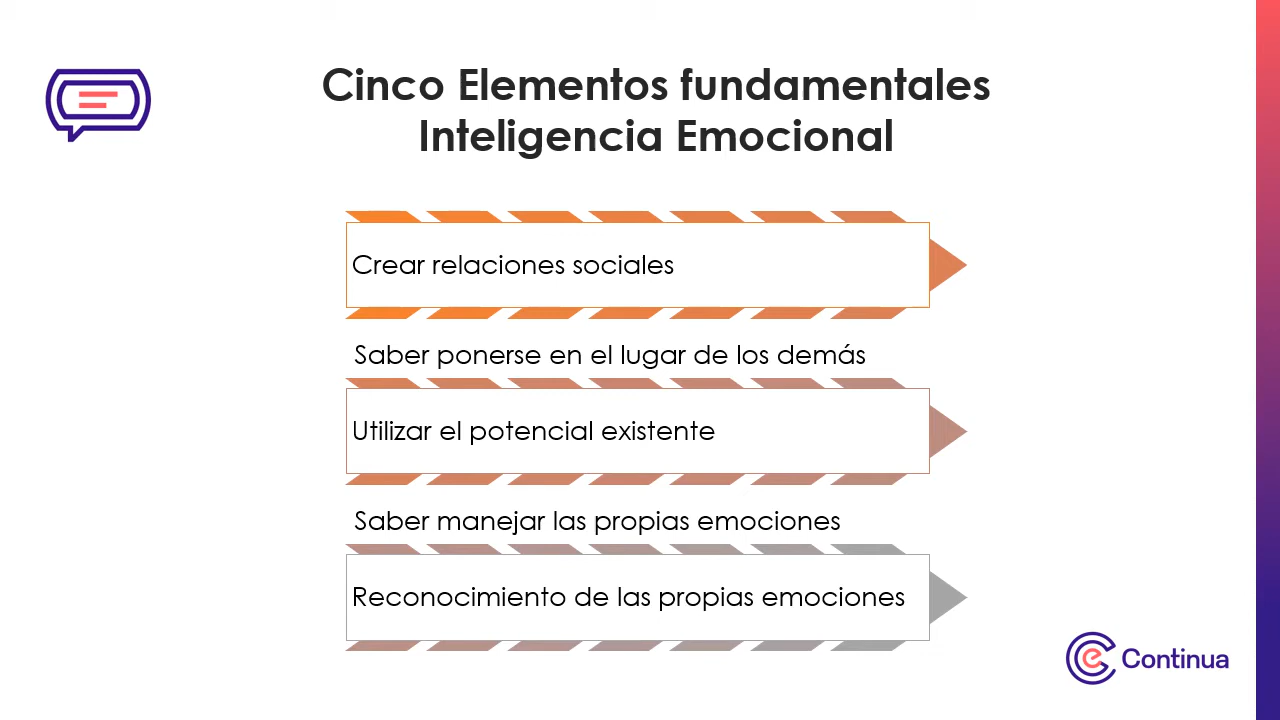 Cinco Elementos fundamentales
Inteligencia Emocional
Crear relaciones sociales
Saber ponerse en el lugar de los demás
Utilizar el potencial existente
Saber manejar las propias emociones
Reconocimiento de las propias emociones
Continua